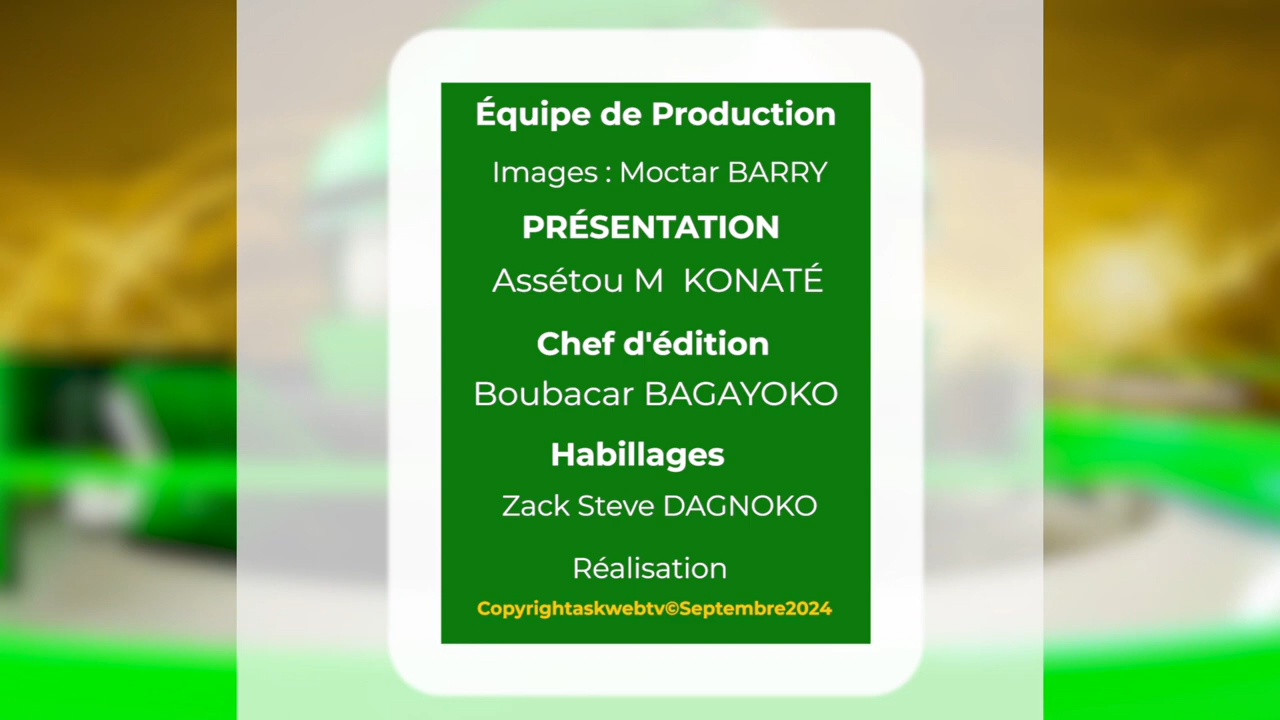 Équipe de Production
Images : Moctar BARRY
PRÉSENTATION
Assétou M KONATÉ
Chef d'édition
Boubacar BAGAYOKO
Habillages
Zack Steve DAGNOKO
Réalisation
Copyrightaskwebtv©Septembre2024